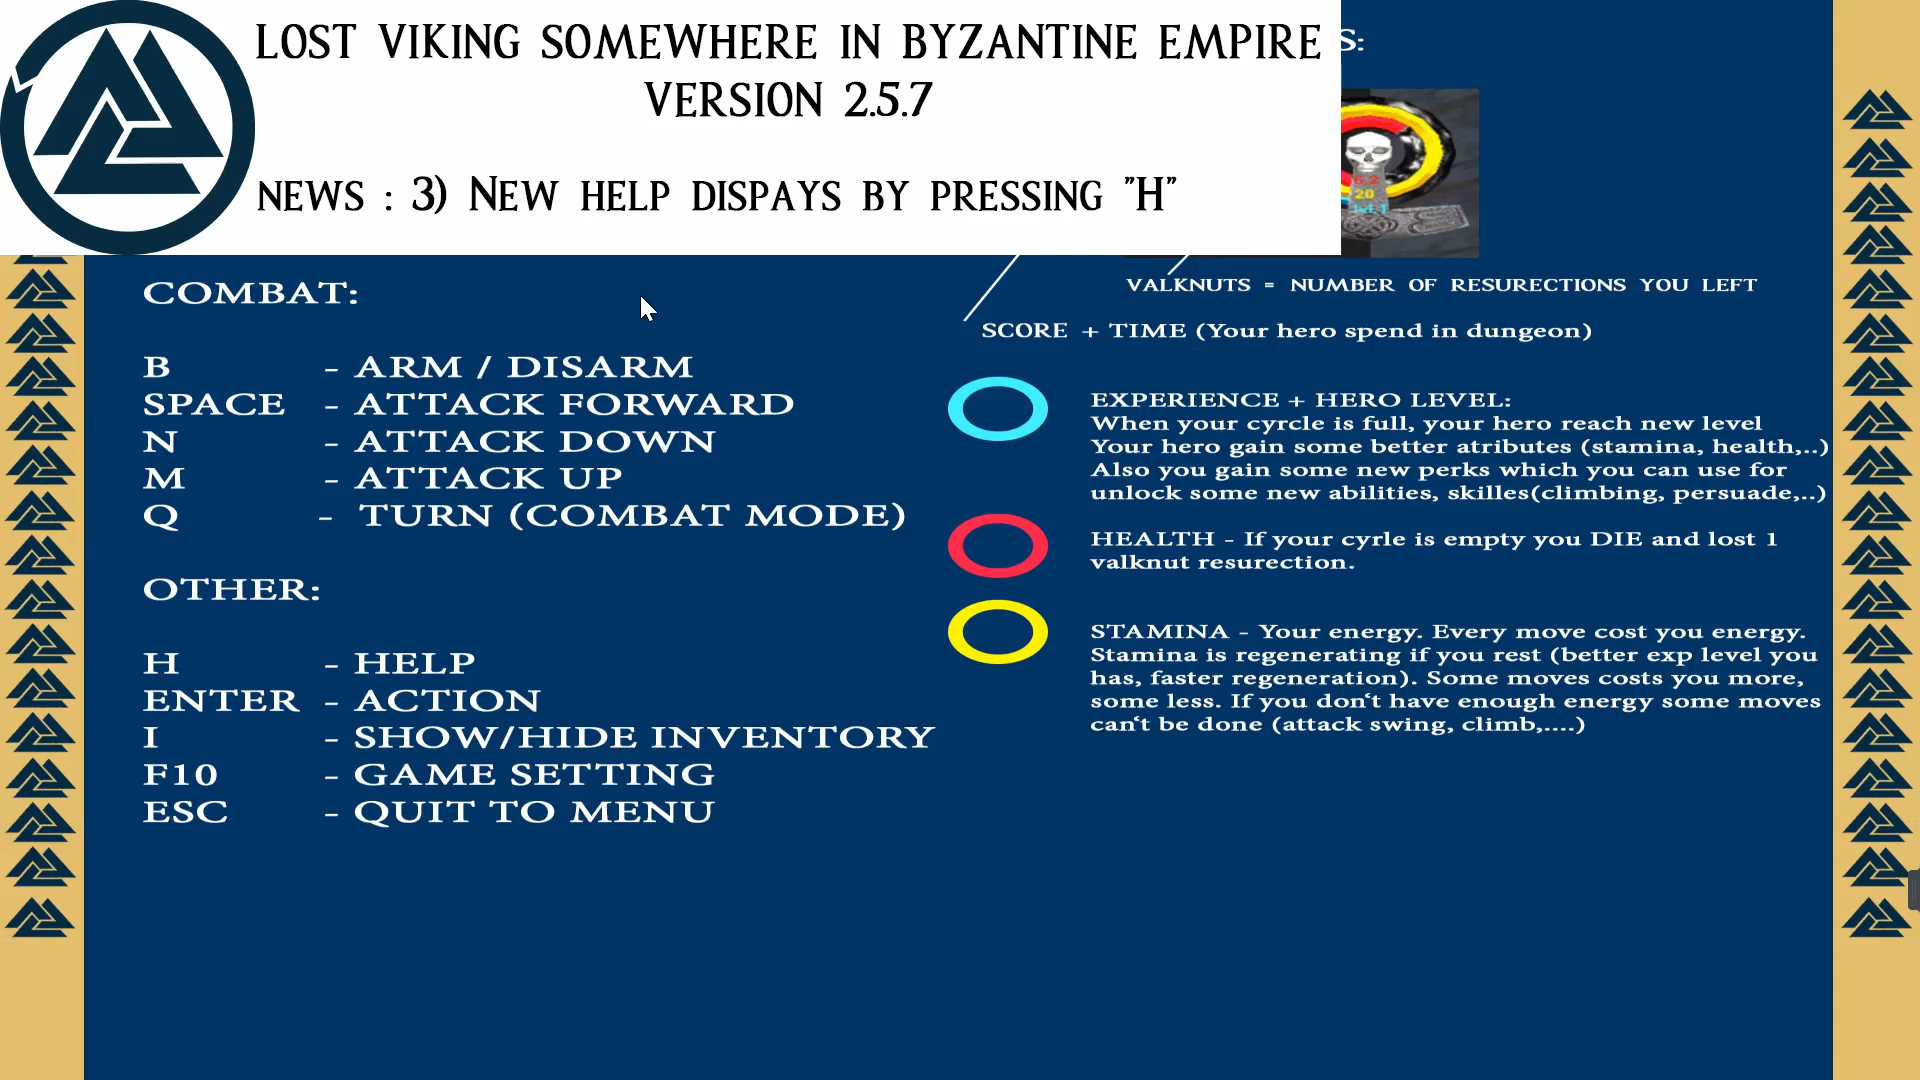 LOST VIKING SOMEWHERE IN BYZANTINE EMPIRE
VERSION 2.5.7
NEWS : 3) NEW HELP DISPAYS BY PRESSING "H"
S:
20
lvl 1
COMBAT:
B - ARM / DISARM
SPACE - ATTACK FORWARD
N - ATTACK DOWN
M - ATTACK UP
Q - TURN (COMBAT MODE)
OTHER:
H - HELP
ENTER - ACTION
I - SHOW/HIDE INVENTORY
F10 - GAME SETTING
ESC - QUIT TO MENU
VALKNUTS = NUMBER OF RESURECTIONS YOU LEFT
SCORE + TIME (Your hero spend in dungeon)
EXPERIENCE + HERO LEVEL:
When your cyrcle is full, your hero reach new level
Your hero gain some better atributes (stamina, health,..)
Also you gain some new perks which you can use for
unlock some new abilities, skilles(climbing, persuade,..)
HEALTH - If your cyrle is empty you DIE and lost 1
valknut resurection.
STAMINA - Your energy. Every move cost you energy.
Stamina is regenerating if you rest (better exp level you
has, faster regeneration). Some moves costs you more,
some less. If you don't have enough energy some moves
can't be done (attack swing, climb,....)